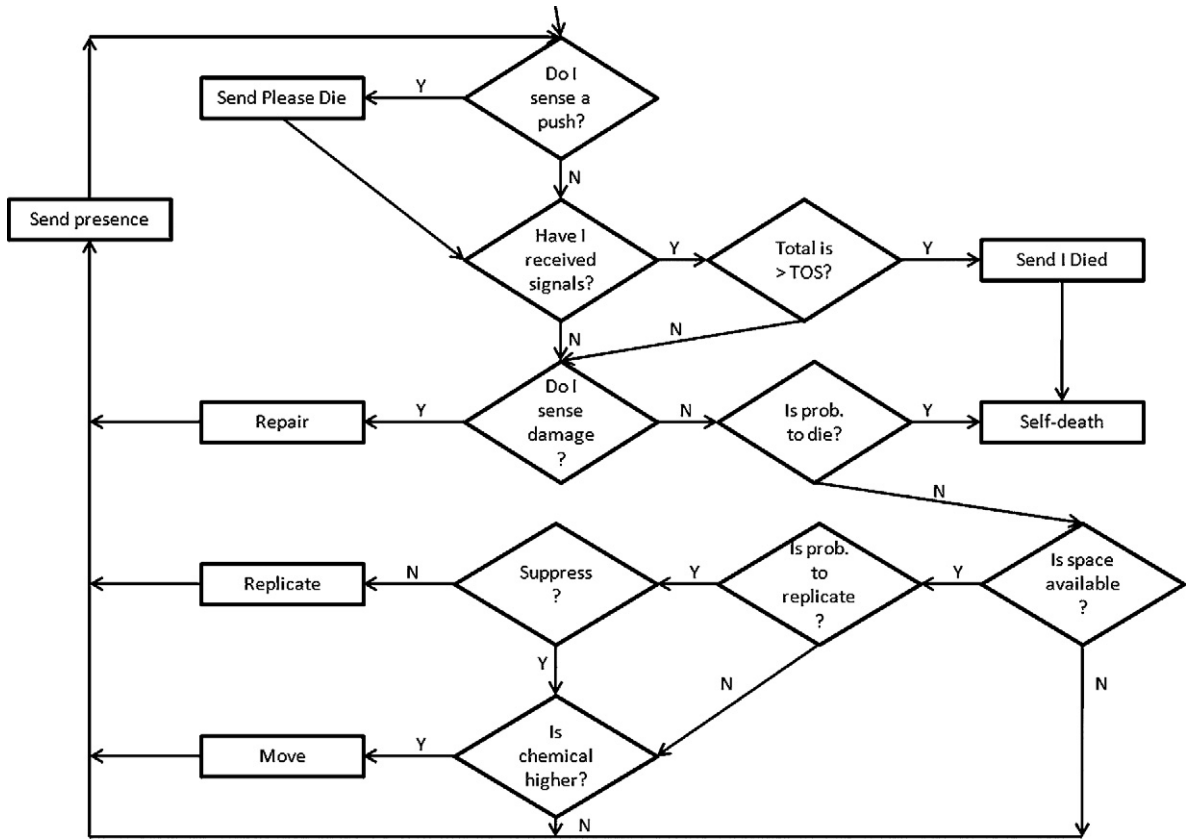 Do I
sense a
push?
Y
Send Please Die
N
Send presence
Have I
received
signals?
Y
Total is
> TOS?
Y
Send I Died
N
N
Do I
sense
damage
?
Y
Repair
N
Is prob.
to die?
Y
Self-death
N
Is space
available
?
Y
Is prob.
to
replicate
?
Y
Suppress
?
N
Replicate
Y
N
N
Is
chemical
higher?
Y
Move
N